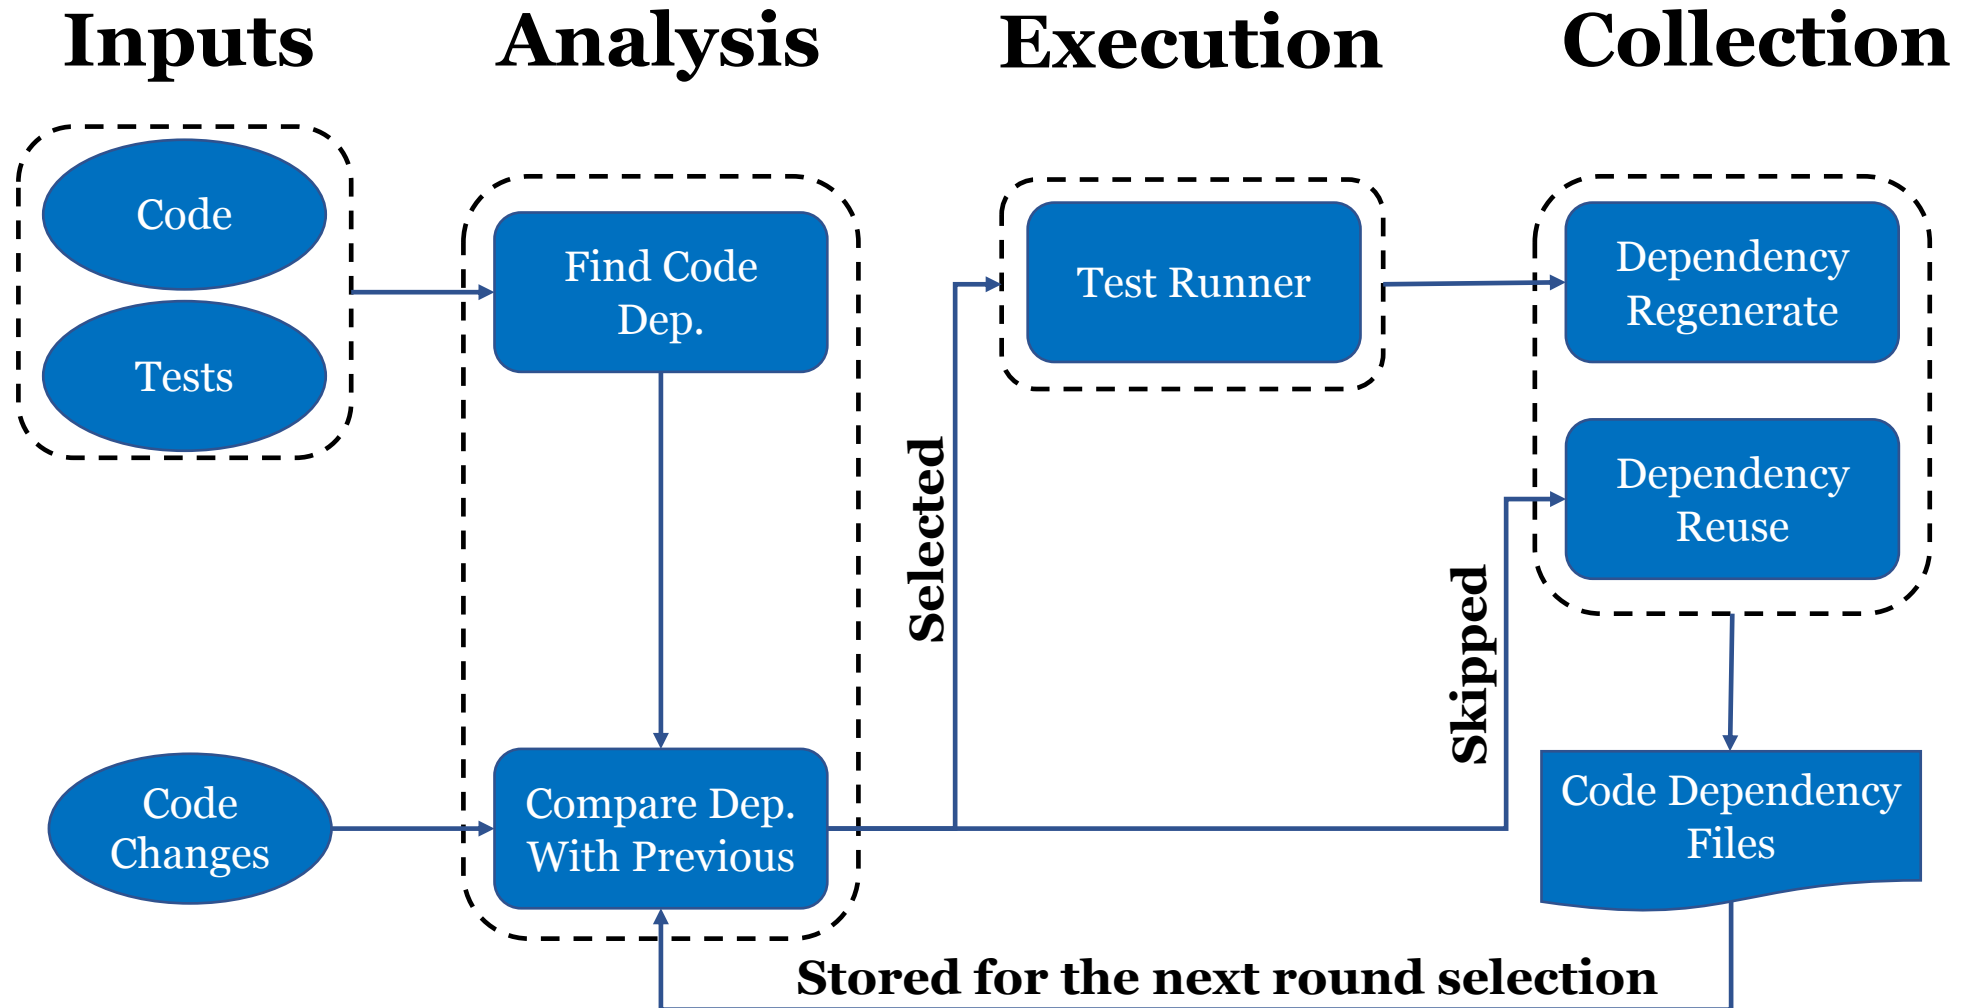 Inputs
Analysis
Execution
Collection
Code
Tests
Find Code
Dep.
Test Runner
Dependency
Regenerate
Dependency
Reuse
Selected
Skipped
Code
Changes
Compare Dep.
With Previous
Code Dependency
Files
Stored for the next round selection